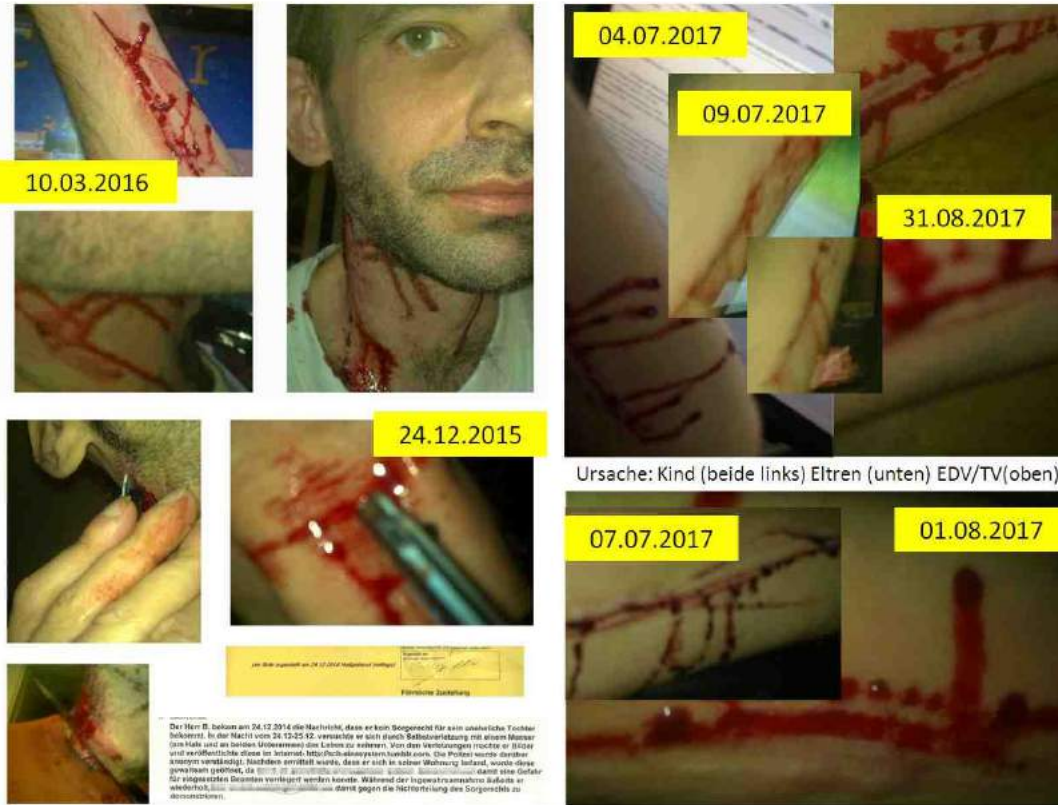 10.03.2016
24.12.2015
04.07.2017
09.07.2017
31.08.2017
Ursache: Kind (beide links) Eltren (unten) EDV/TV(oben)
07.07.2017
01.08.2017
Förmliche Zustellung
Der Herr B. bekam am 24.12.2014 die Nachricht, dass er kein Sorgerecht für sein uneheliche Tochter
bekommt. In der Nacht vom 24.12-25.12. versuchte er sich durch Selbstverletzung mit einem Messer
(am Hals und an beiden Unterarmen) das Leben zu nehmen. Von den Verletzungen machte er Bilder
und veröffentlichte diese im Internet: Die Polizei wurde darüber
anonym verständigt. Nachdem ermittelt wurde, dass er sich in seiner Wohnung befand, wurde diese
gewaltsam geöffnet, da damit eine Gefahr
für eingesetzten Beamten werden konnte. Während der Ingewahrsamnahme äußerte er
wiederholt, damit gegen die Nichterteilung des Sorgerechts zu
demonstrieren.